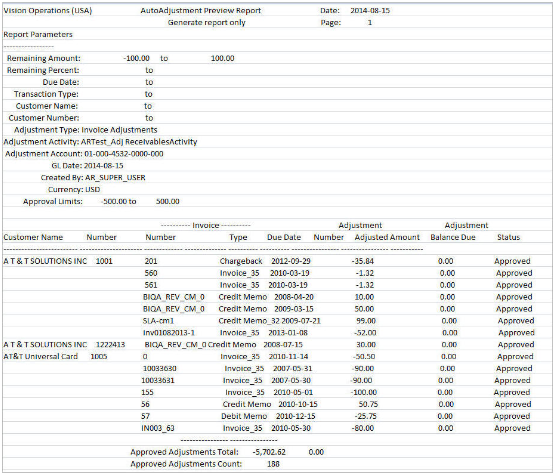 Vision Operations (USA) AutoAdjustment Preview Report Date: 2014-08-15
Generate report only Page: 1
Report Parameters
-----------------
Remaining Amount: -100.00 to 100.00
Remaining Percent: to
Due Date: to
Transaction Type: to
Customer Name: to
Customer Number: to
Adjustment Type: Invoice Adjustments
Adjustment Activity: ARTest_Adj ReceivablesActivity
Adjustment Account: 01-000-4532-0000-000
GL Date: 2014-08-15
Created By: AR_SUPER_USER
Currency: USD
Approval Limits: -500.00 to 500.00
---------- Invoice ---------- Adjustment Adjustment
Customer Name Number Number Type Due Date Number Adjusted Amount Balance Due Status
A T & T SOLUTIONS INC 1001 201 Chargeback 2012-09-29 -35.84 0.00 Approved
560 Invoice_35 2010-03-19 -1.32 0.00 Approved
561 Invoice_35 2010-03-19 -1.32 0.00 Approved
BIQA_REV_CM_0 Credit Memo 2008-04-20 10.00 0.00 Approved
BIQA_REV_CM_0 Credit Memo 2009-03-15 50.00 0.00 Approved
SLA-cm1 Credit Memo_32 2009-07-21 99.00 0.00 Approved
Inv01082013-1 Invoice_35 2013-01-08 -52.00 0.00 Approved
A T & T SOLUTIONS INC 1222413 BIQA_REV_CM_0 Credit Memo 2008-07-15 30.00 0.00 Approved
AT&T Universal Card 1005 0 Invoice_35 2010-11-14 -50.50 0.00 Approved
10033630 Invoice_35 2007-05-31 -90.00 0.00 Approved
10033631 Invoice_35 2007-05-30 -90.00 0.00 Approved
155 Invoice_35 2010-05-01 -100.00 0.00 Approved
56 Credit Memo 2010-10-15 50.75 0.00 Approved
57 Debit Memo 2010-12-15 -25.75 0.00 Approved
IN003_63 Invoice_35 2010-05-30 -80.00 0.00 Approved
---------------- ----------------
Approved Adjustments Total: -5,702.62 0.00
Approved Adjustments Count: 188